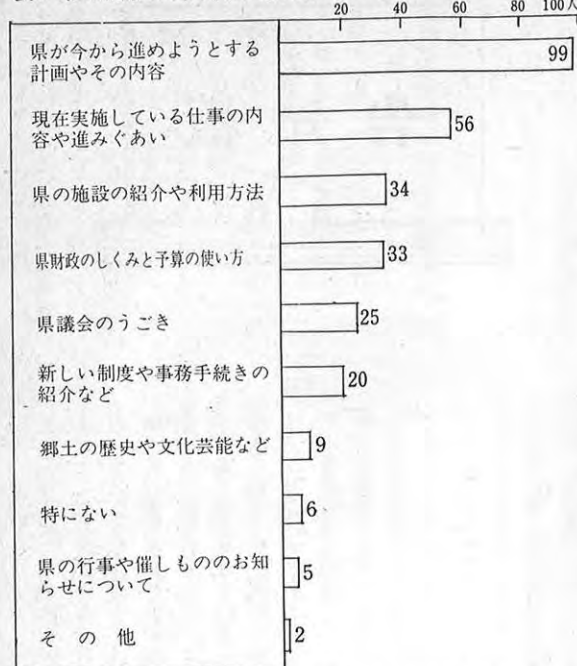 20 40 60 80 100人
県が今から進めようとする
計画やその内容
99
現在実施している仕事の内
容や進みぐあい
56
県の施設の紹介や利用方法
34
県財政のしくみと予算の使い方
33
県議会のうごき
25
新しい制度や事務手続きの
紹介など
20
郷土の歴史や文化芸能など
9
特にない
6
県の行事や催しもののお知
らせについて
5
その他
2